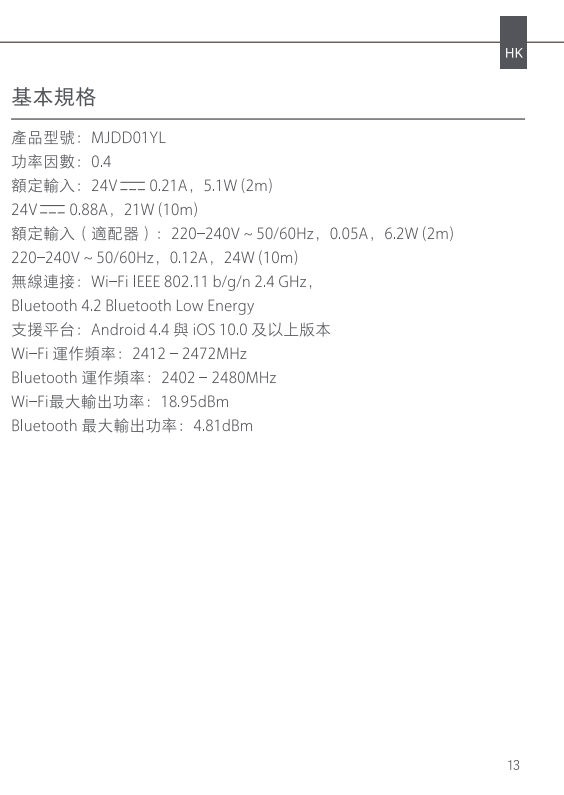 HK
基本規格
產品型號：MJDD01YL
功率因數：0.4
額定輸入：24V⎓0.21A，5.1W (2m)
24V⎓0.88A，21W (10m)
額定輸入（適配器）：220–240V ~ 50/60Hz，0.05A，6.2W (2m)
220–240V ~ 50/60Hz，0.12A，24W (10m)
無線連接：Wi–Fi IEEE 802.11 b/g/n 2.4 GHz，
Bluetooth 4.2 Bluetooth Low Energy
支援平台：Android 4.4 與 iOS 10.0 及以上版本
Wi–Fi 運作頻率：2412 – 2472MHz
Bluetooth 運作頻率：2402 – 2480MHz
Wi–Fi最大輸出功率：18.95dBm
Bluetooth 最大輸出功率：4.81dBm
13